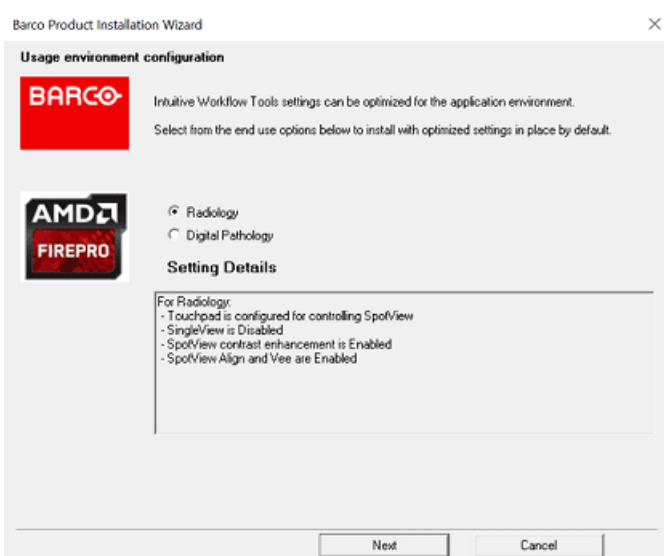 Barco Product Installation Wizard
Usage environment configuration
BARCO
Intuitive Workflow Tools settings can be optimized for the application environment.
Select from the end use options below to install with optimized settings in place by default.
AMD
FIREPRO
Radiology
Digital Pathology
Setting Details
For Radiology:
- Touchpad is configured for controlling SpotView
- SingleView is Disabled
- SpotView contrast enhancement is Enabled
- SpotView Align and Vee are Enabled
Next
Cancel